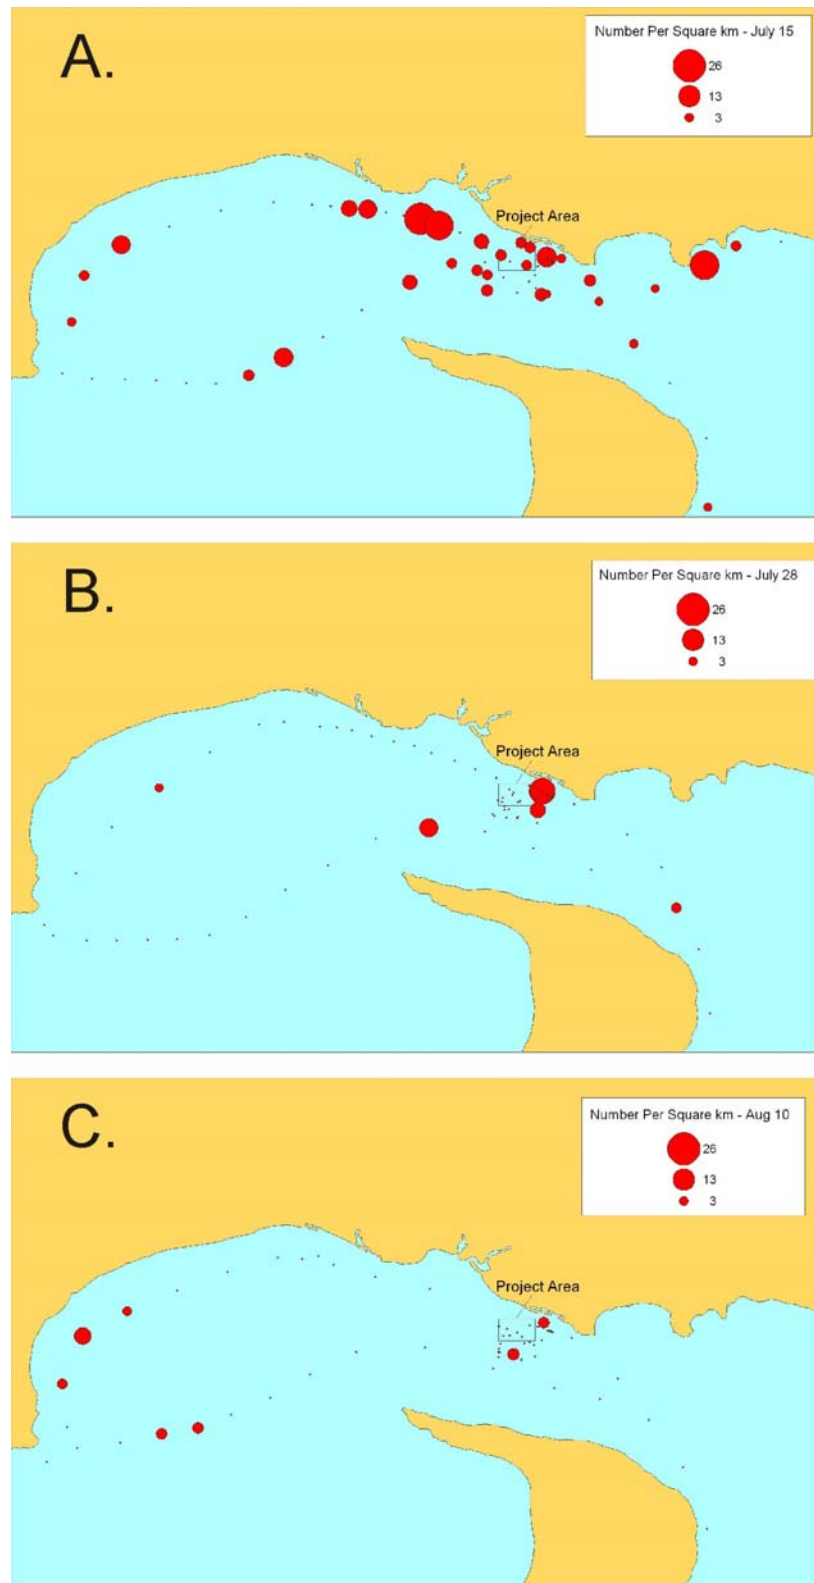 A.
Number Per Square km - July 15
26
13
3
Project Area
B.
Number Per Square km - July 28
26
13
3
Project Area
C.
Number Per Square km - Aug 10
26
13
3
Project Area